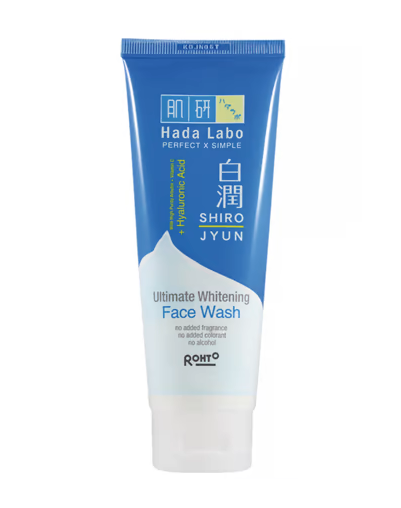 KOJN05T
肌研
ハダラボ
Hada Labo
PERFECT X SIMPLE
白潤
SHIRO
JYUN
+ Hyaluronic Acid
Ultimate Whitening
Face Wash
no added fragrance
no added colorant
no alcohol
ROHTO